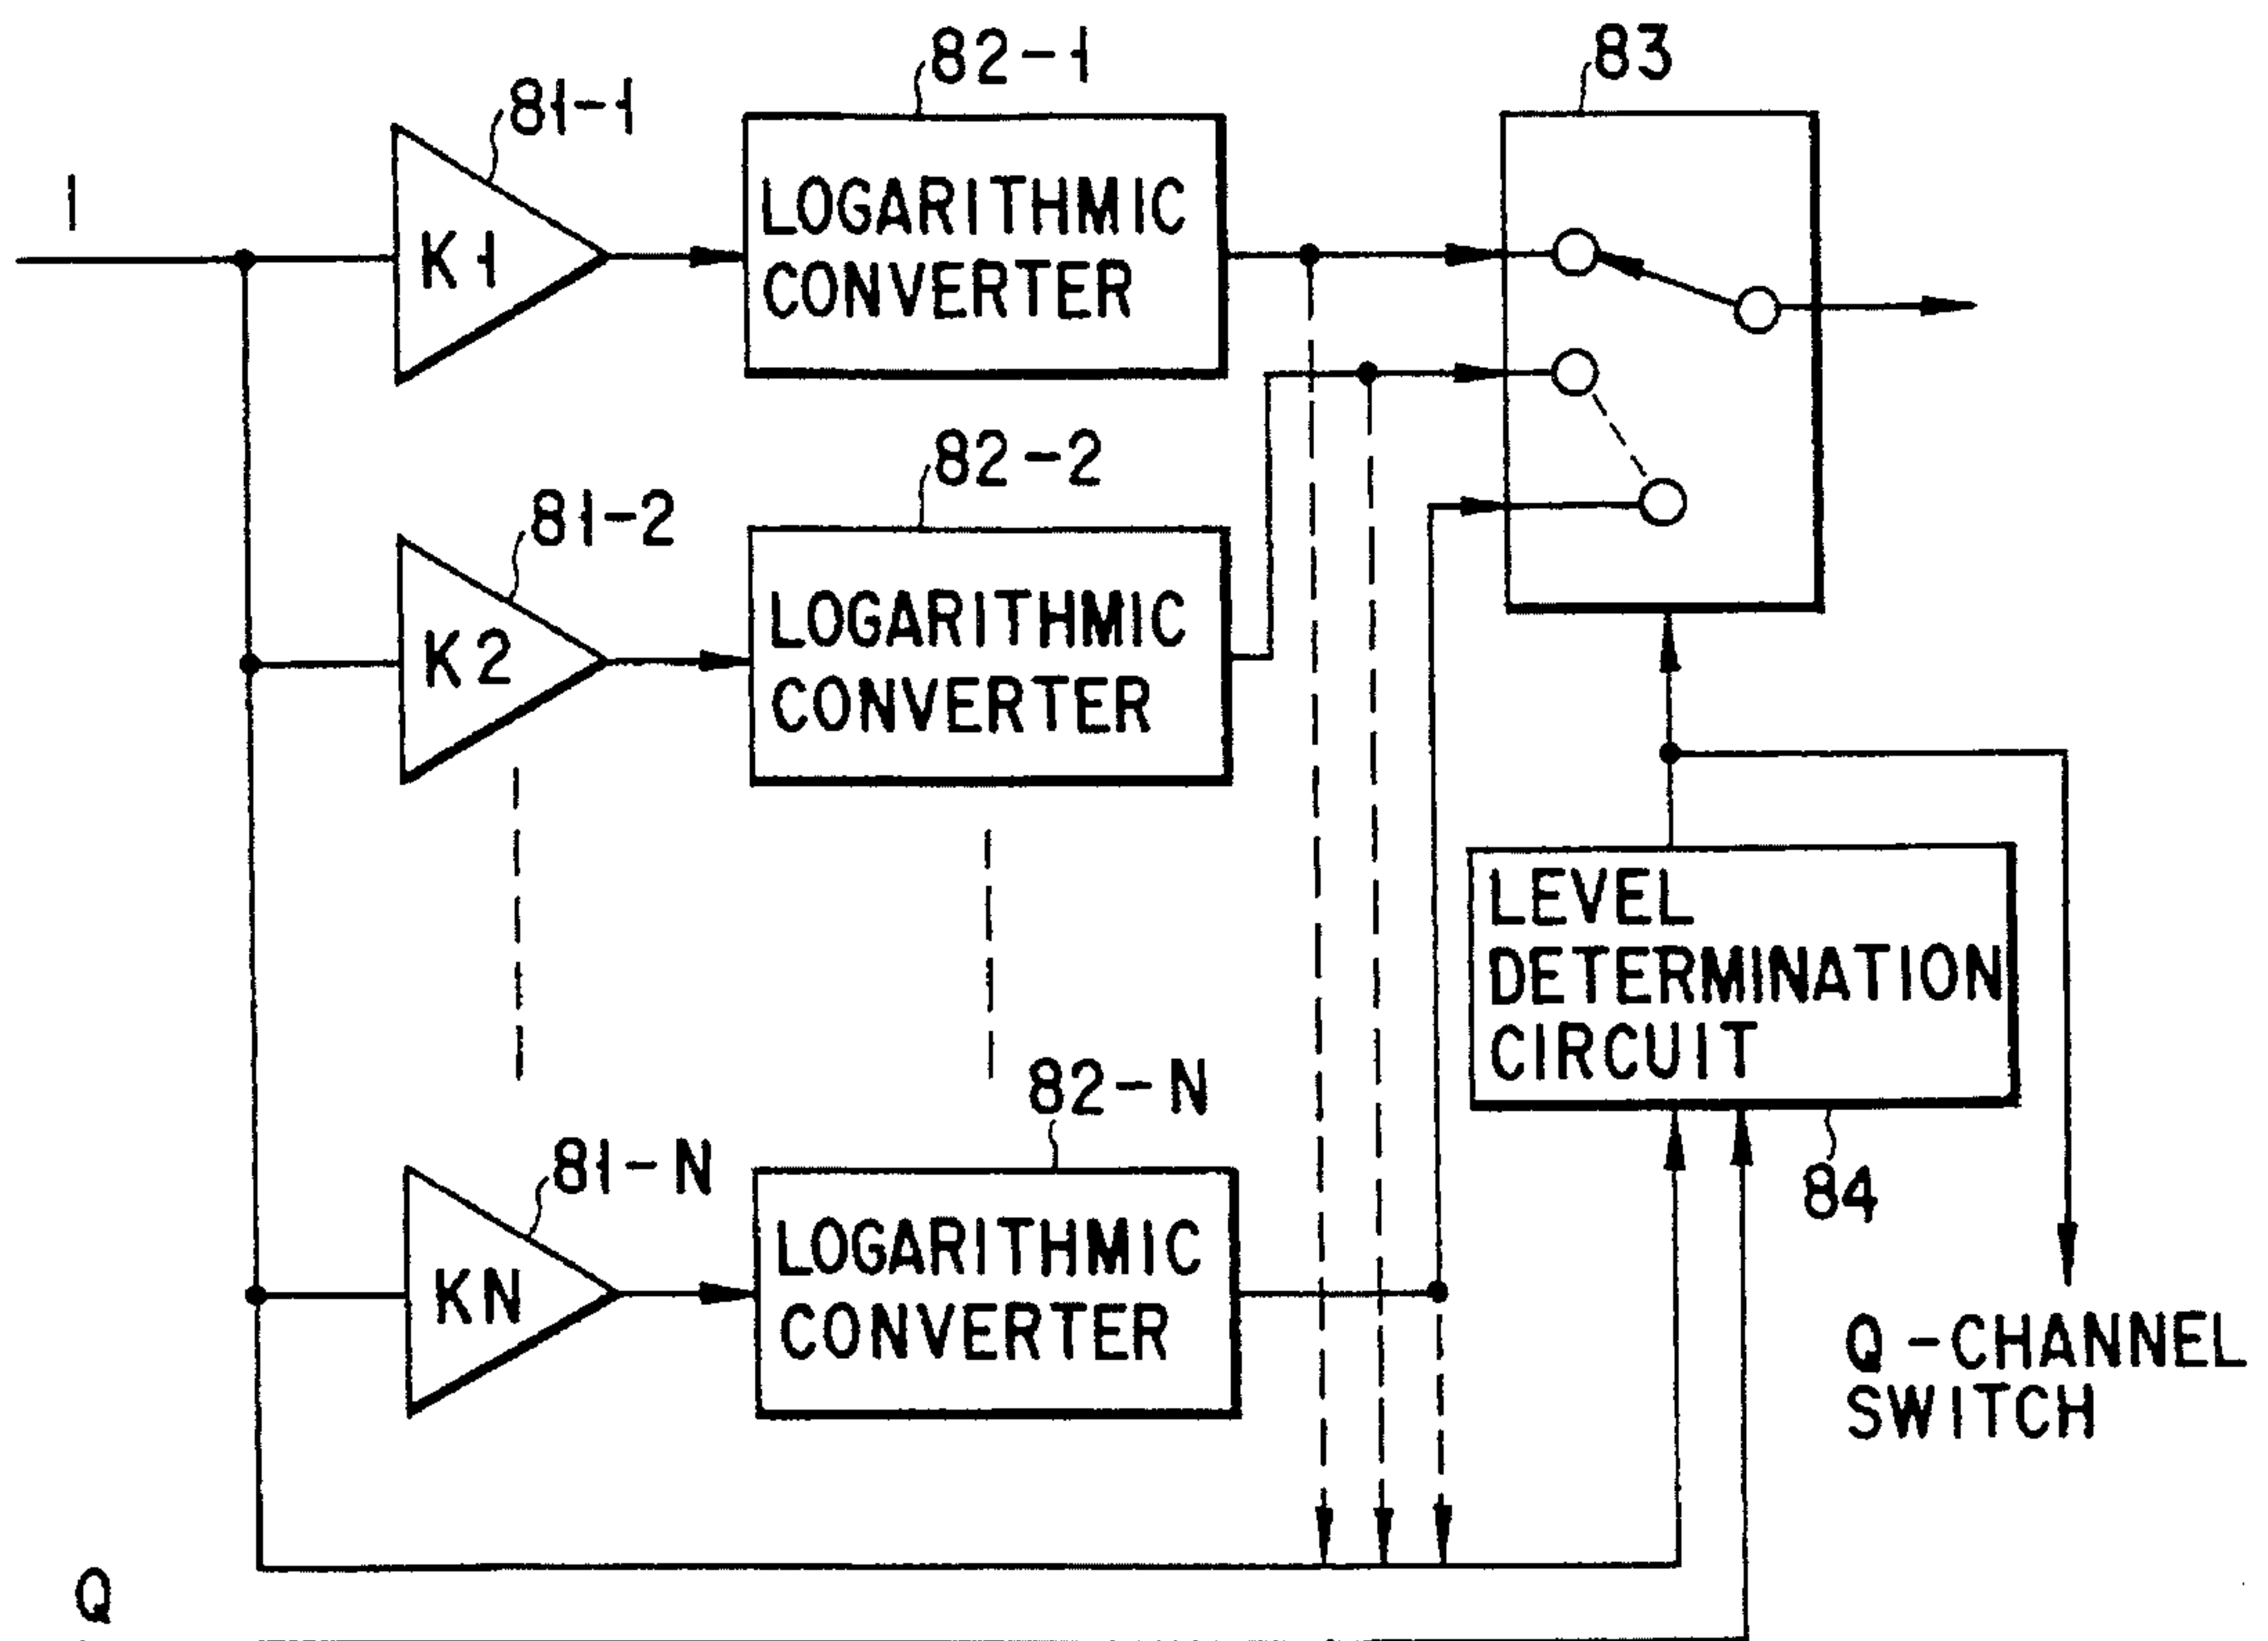 82-1
83
81-1
I
K1
LOGARITHMIC
CONVERTER
82-2
81-2
K2
LOGARITHMIC
CONVERTER
LEVEL
DETERMINATION
CIRCUIT
82-N
81-N
84
KN
LOGARITHMIC
CONVERTER
Q-CHANNEL
SWITCH
Q